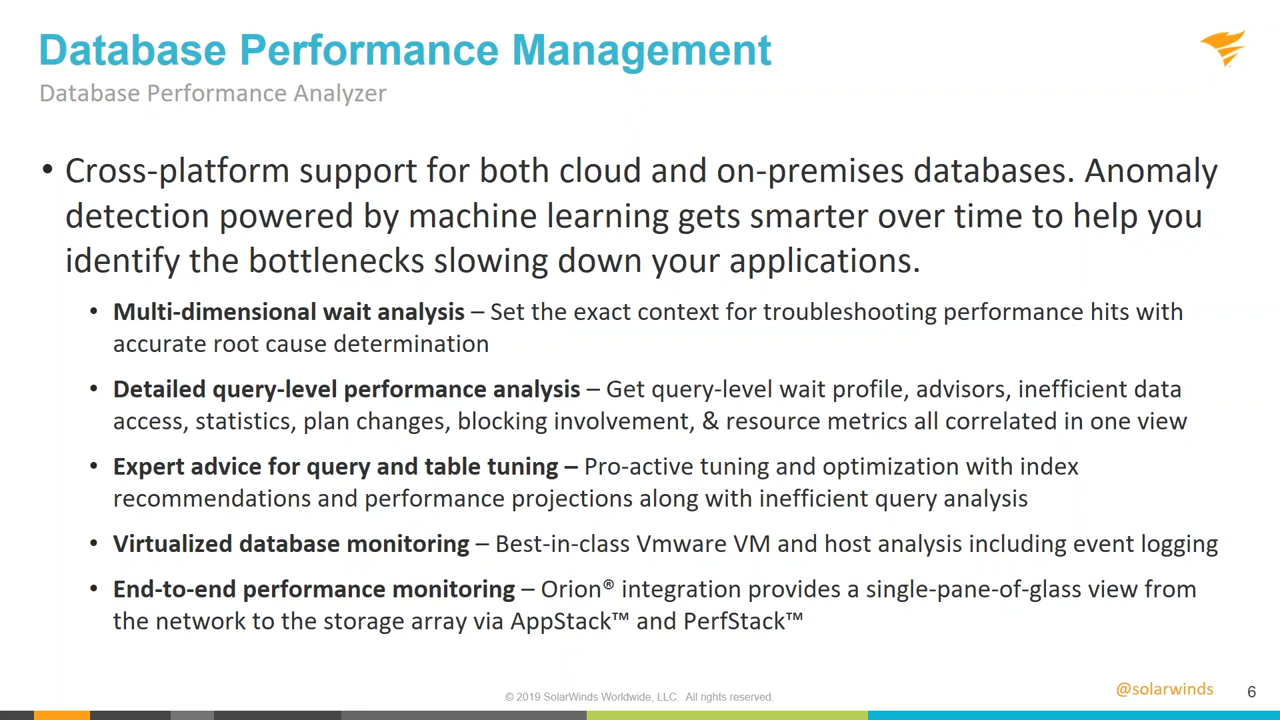 Database Performance Management
Database Performance Analyzer
• Cross-platform support for both cloud and on-premises databases. Anomaly
detection powered by machine learning gets smarter over time to help you
identify the bottlenecks slowing down your applications.
• Multi-dimensional wait analysis – Set the exact context for troubleshooting performance hits with
accurate root cause determination
• Detailed query-level performance analysis – Get query-level wait profile, advisors, inefficient data
access, statistics, plan changes, blocking involvement, & resource metrics all correlated in one view
• Expert advice for query and table tuning – Pro-active tuning and optimization with index
recommendations and performance projections along with inefficient query analysis
• Virtualized database monitoring – Best-in-class Vmware VM and host analysis including event logging
• End-to-end performance monitoring – Orion® integration provides a single-pane-of-glass view from
the network to the storage array via AppStack™ and PerfStack™
© 2019 SolarWinds Worldwide, LLC. All rights reserved.
@solarwinds
6